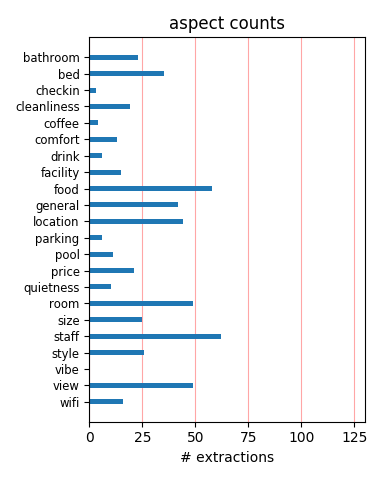 aspect counts
bathroom
bed
checkin
cleanliness
coffee
comfort
drink
facility
food
general
location
parking
pool
price
quietness
room
size
staff
style
vibe
view
wifi
0 25 50 75 100 125
# extractions